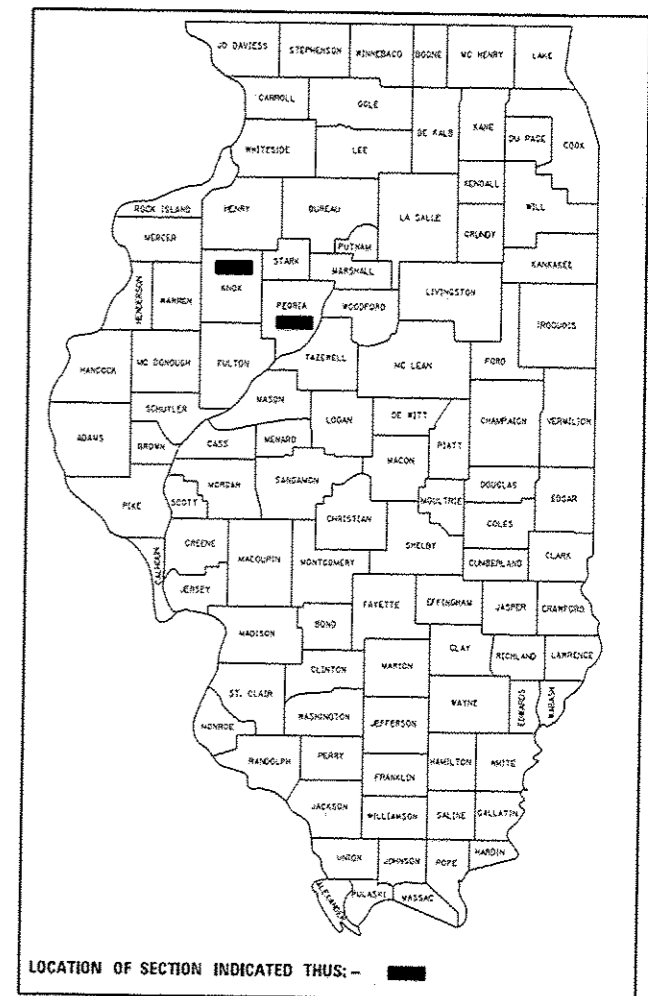 JO DAVIESS STEPHENSON WINNEBAGO BOONE MC HENRY LAKE
CARROLL OGLE DE KALB KANE DU PAGE COOK
WHITESIDE LEE
KENDALL
ROCK ISLAND HENRY BUREAU LA SALLE GRUNDY WILL
MERCER PUTNAM
STARK MARSHALL KANKAKEE
HENDERSON WARREN KNOX PEORIA WOODFORD LIVINGSTON IROQUOIS
HANCOCK MC DONOUGH FULTON TAZEWELL MC LEAN FORD
MASON
SCHUYLER LOGAN DE WITT CHAMPAIGN VERMILION
ADAMS BROWN CASS MENARD MACON PIATT
PIKE SCOTT MORGAN SANGAMON MOULTRIE DOUGLAS EDGAR
CHRISTIAN COLES
GREENE MACOUPIN MONTGOMERY SHELBY CUMBERLAND CLARK
CALHOUN JERSEY
FAYETTE EFFINGHAM JASPER CRAWFORD
MADISON BOND
CLINTON MARION CLAY RICHLAND LAWRENCE
ST. CLAIR WAYNE EDWARDS WABASH
MONROE WASHINGTON JEFFERSON
RANDOLPH PERRY HAMILTON WHITE
FRANKLIN
JACKSON WILLIAMSON SALINE GALLATIN
UNION JOHNSON POPE HARDIN
ALEXANDER PULASKI MASSAC
LOCATION OF SECTION INDICATED THUS: –